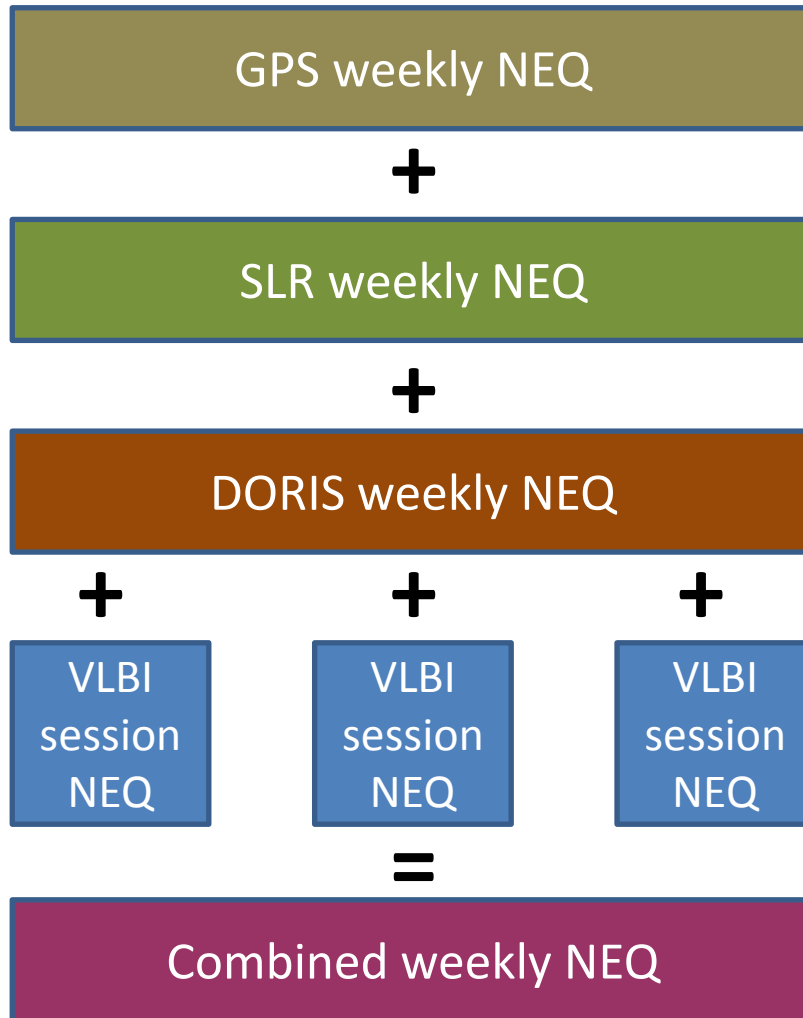 GPS weekly NEQ
+
SLR weekly NEQ
+
DORIS weekly NEQ
+ + +
VLBI
session
NEQ
VLBI
session
NEQ
VLBI
session
NEQ
=
Combined weekly NEQ